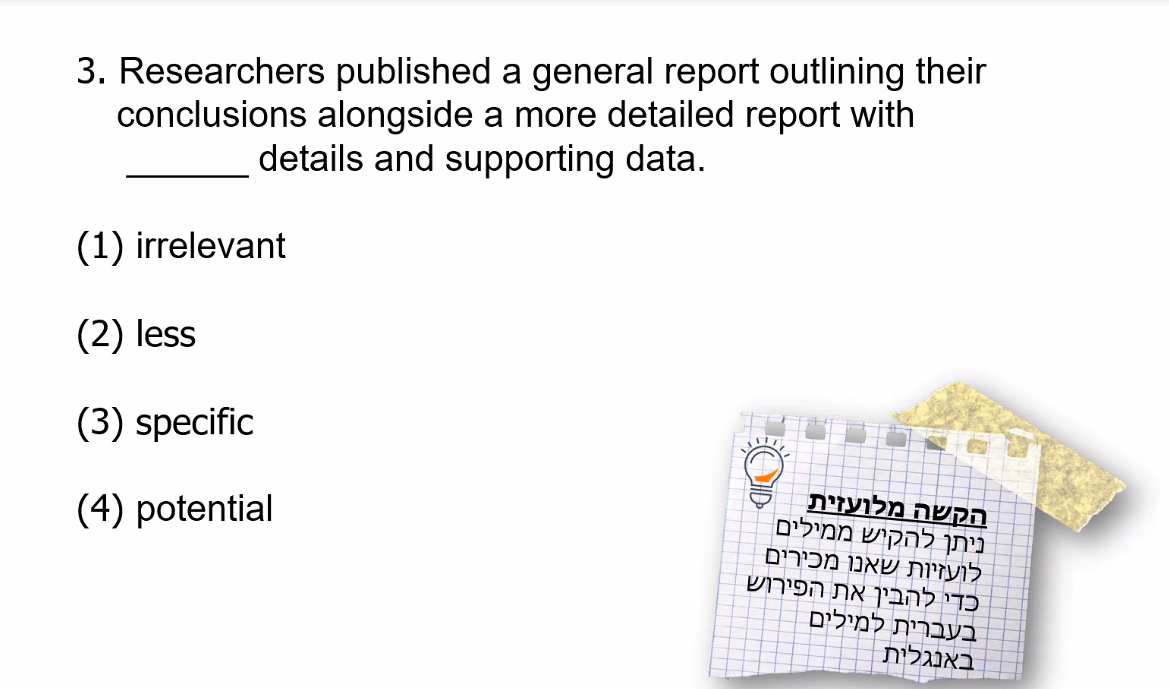 3. Researchers published a general report outlining their
conclusions alongside a more detailed report with
______ details and supporting data.
(1) irrelevant
(2) less
(3) specific
(4) potential
הקשה מלועזית
ניתן להקיש ממילים
לועזיות שאנו מכירים
כדי להבין את הפירוש
בעברית למילים
באנגלית